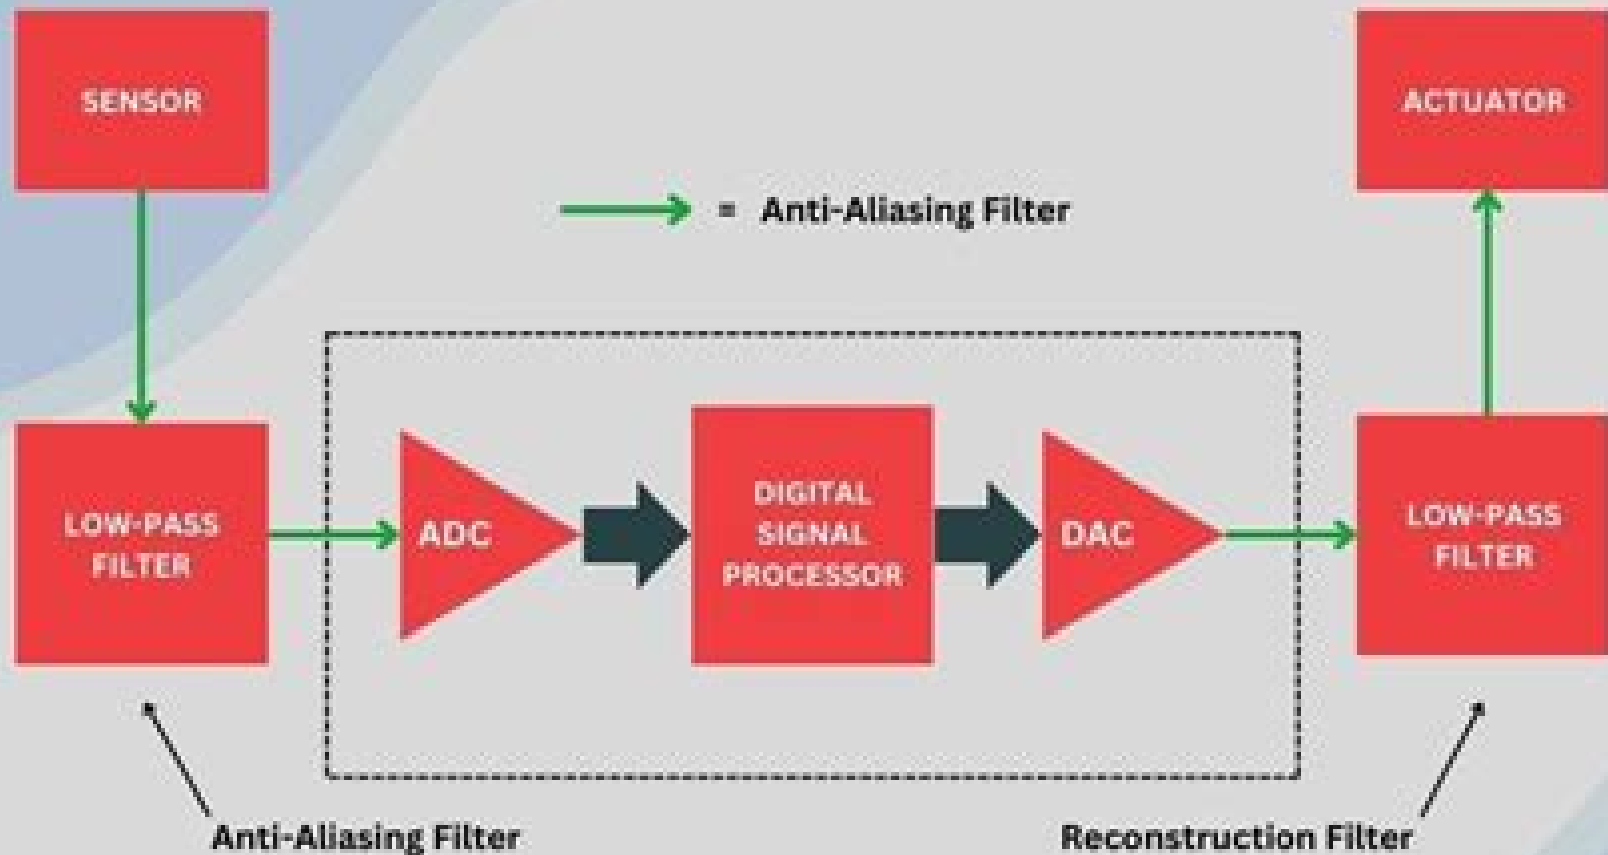 SENSOR
ACTUATOR
= Anti-Aliasing Filter
LOW-PASS
FILTER
ADC
DIGITAL
SIGNAL
PROCESSOR
DAC
LOW-PASS
FILTER
Anti-Aliasing Filter
Reconstruction Filter